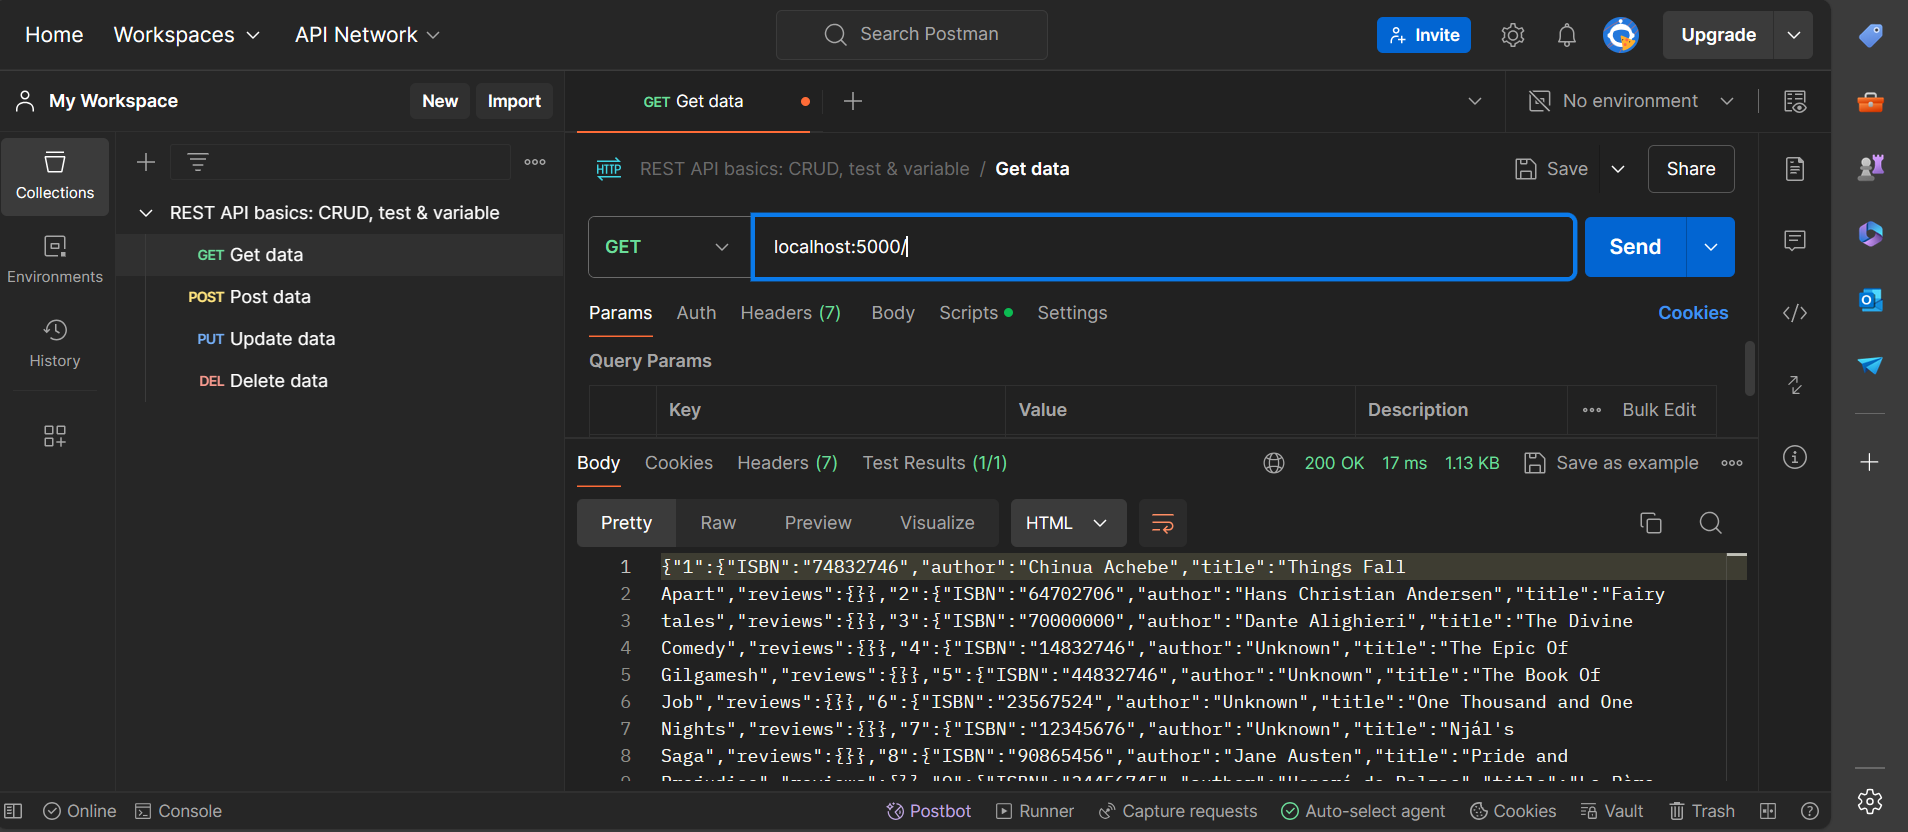 Home Workspaces API Network Search Postman Invite Upgrade
My Workspace New Import GET Get data No environment
Collections
REST API basics: CRUD, test & variable / Get data Save Share
REST API basics: CRUD, test & variable
GET Get data
POST Post data
PUT Update data
DEL Delete data
Environments
History
HTTP
GET localhost:5000/ Send
Params Auth Headers (7) Body Scripts Settings Cookies
Query Params
Key Value Description Bulk Edit
Body Cookies Headers (7) Test Results (1/1) 200 OK 17 ms 1.13 KB Save as example
Pretty Raw Preview Visualize HTML
1 {"1":{"ISBN":"74832746","author":"Chinua Achebe","title":"Things Fall
2 Apart","reviews":{}},"2":{"ISBN":"64702706","author":"Hans Christian Andersen","title":"Fairy
3 tales","reviews":{}},"3":{"ISBN":"70000000","author":"Dante Alighieri","title":"The Divine
4 Comedy","reviews":{}},"4":{"ISBN":"14832746","author":"Unknown","title":"The Epic Of
5 Gilgamesh","reviews":{}},"5":{"ISBN":"44832746","author":"Unknown","title":"The Book Of
6 Job","reviews":{}},"6":{"ISBN":"23567524","author":"Unknown","title":"One Thousand and One
7 Nights","reviews":{}},"7":{"ISBN":"12345676","author":"Unknown","title":"Njál's
8 Saga","reviews":{}},"8":{"ISBN":"90865456","author":"Jane Austen","title":"Pride and
Online Console Postbot Runner Capture requests Auto-select agent Cookies Vault Trash